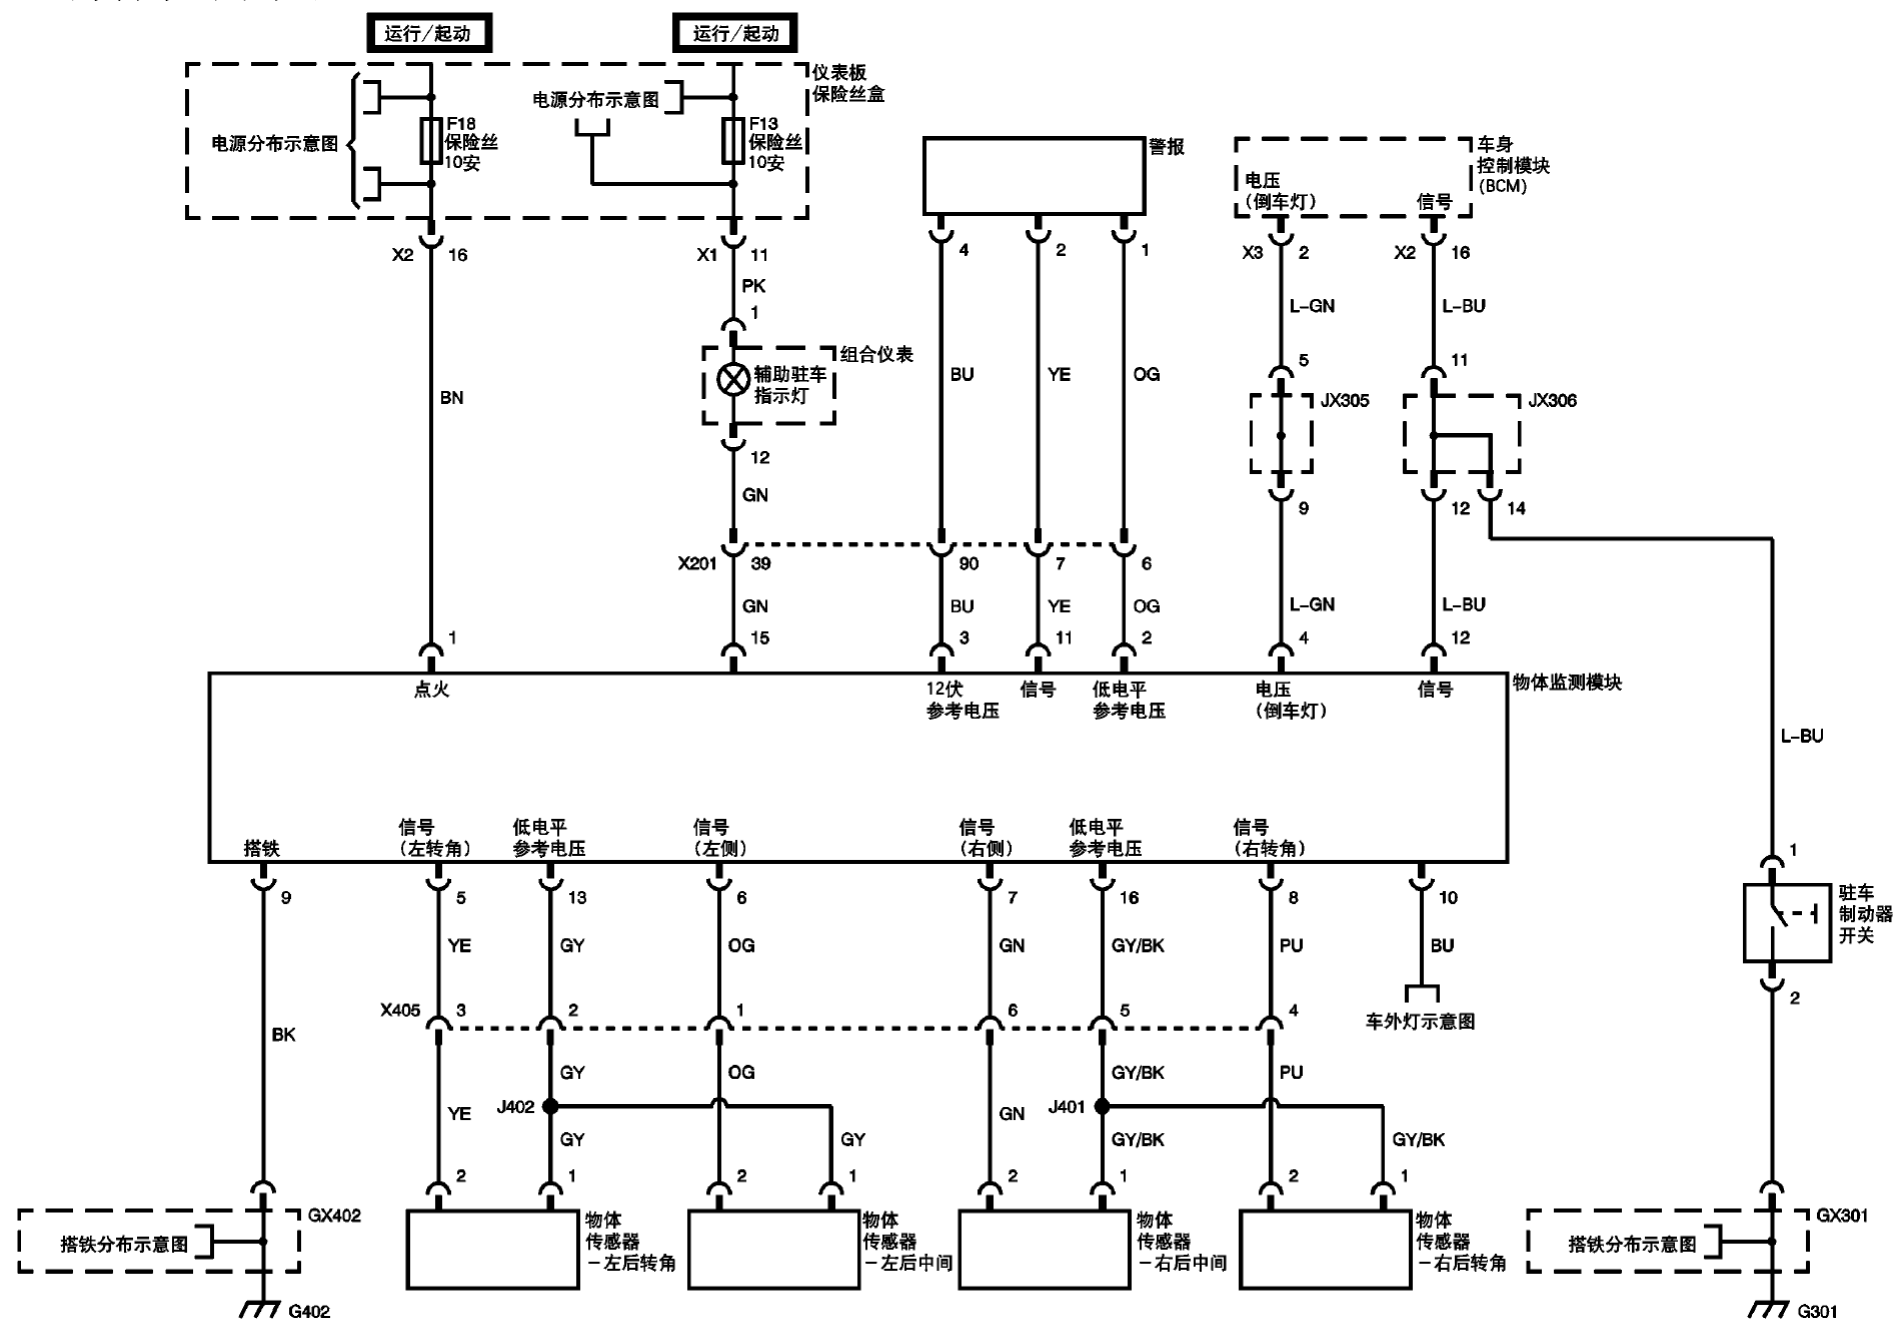 运行/起动
运行/起动
仪表板
保险丝盒
电源分布示意图
F18
保险丝
10安
电源分布示意图
F13
保险丝
10安
警报
车身
控制模块
(BCM)
电压
(倒车灯)
信号
X2 16
X1 11
4
2
1
X3 2
X2 16
PK
1
L-GN
L-BU
组合仪表
辅助驻车
指示灯
5
11
BN
BU
YE
OG
JX305
JX306
12
GN
9
12
14
X201 39
90
7
6
GN
BU
YE
OG
L-GN
L-BU
1
15
3
11
2
4
12
物体监测模块
点火
12伏
参考电压
信号
低电平
参考电压
电压
(倒车灯)
信号
L-BU
搭铁
信号
(左转角)
低电平
参考电压
信号
(左侧)
信号
(右侧)
低电平
参考电压
信号
(右转角)
1
9
5
13
6
7
16
8
10
驻车
制动器
开关
YE
GY
OG
GN
GY/BK
PU
BU
2
X405 3
2
1
6
5
4
车外灯示意图
BK
GY
OG
GY/BK
PU
J402
J401
YE
GN
GY
GY
GY/BK
GY/BK
2
1
2
1
2
1
2
1
GX402
搭铁分布示意图
G402
物体
传感器
-左后转角
物体
传感器
-左后中间
物体
传感器
-右后中间
物体
传感器
-右后转角
GX301
搭铁分布示意图
G301